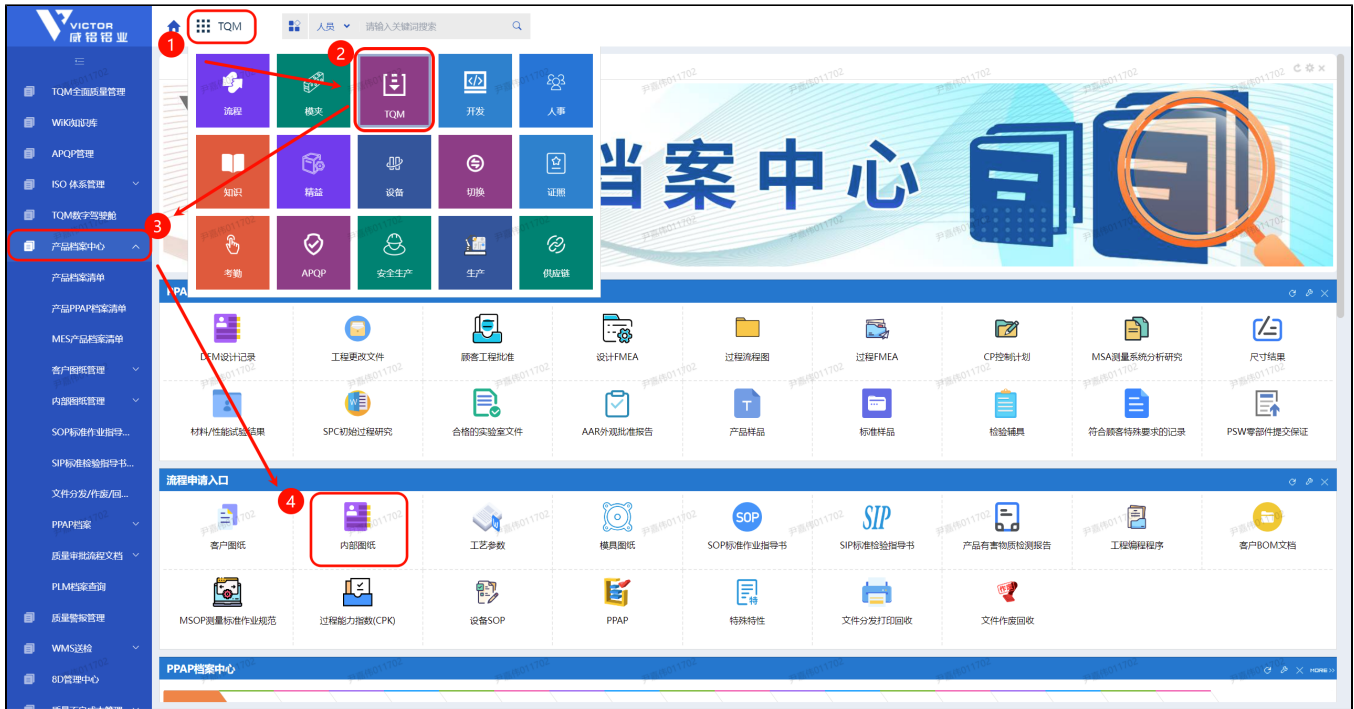 VICTOR
威铝铝业
TQM
人员
请输入关键词搜索
1
2
3
4
流程
模夹
TQM
开发
人事
知识
精益
设备
切换
证照
考勤
APQP
安全生产
生产
供应链
档案中心
TQM全面质量管理
WiKi知识库
APQP管理
ISO 体系管理
TQM数字驾驶舱
产品档案中心
产品档案清单
产品PPAP档案清单
MES产品档案清单
客户图纸管理
内部图纸管理
SOP标准作业指导...
SIP标准检验指导书...
文件分发/作废/回...
PPAP档案
质量审批流程文档
PLM档案查询
质量警报管理
WMS送检
8D管理中心
PPA
DFM设计记录
工程更改文件
顾客工程批准
设计FMEA
过程流程图
过程FMEA
CP控制计划
MSA测量系统分析研究
尺寸结果
材料/性能试验结果
SPC初始过程研究
合格的实验室文件
AAR外观批准报告
产品样品
标准样品
检验辅具
符合顾客特殊要求的记录
PSW零部件提交保证
流程申请入口
SOP
SIP
客户图纸
内部图纸
工艺参数
模具图纸
SOP标准作业指导书
SIP标准检验指导书
产品有害物质检测报告
工程编程程序
客户BOM文档
特
作废
MSOP测量标准作业规范
过程能力指数(CPK)
设备SOP
PPAP
特殊特性
文件分发打印回收
文件作废回收
PPAP档案中心
MORE>>